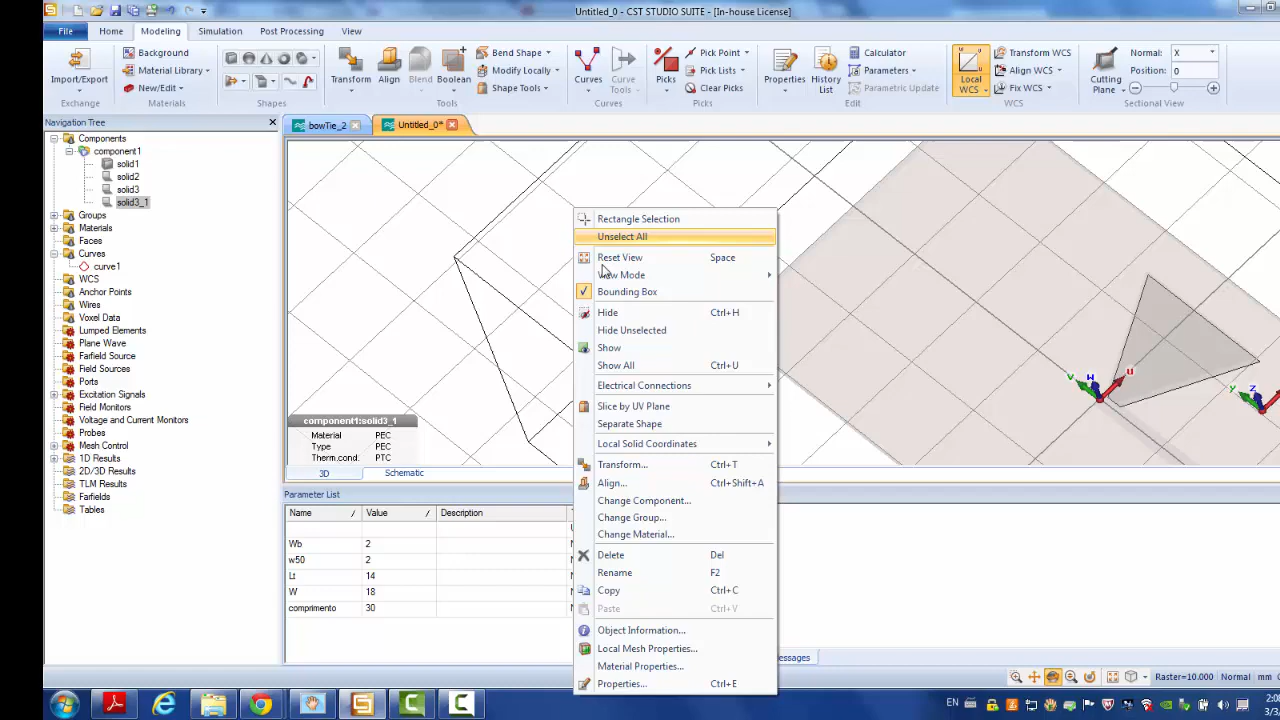 Untitled_0 - CST STUDIO SUITE - [In-house License]
File Home Modeling Simulation Post Processing View
Import/Export
Exchange
Background
Material Library
New/Edit
Materials
Shapes
Transform Align Blend Boolean
Bend Shape
Modify Locally
Shape Tools
Tools
Curves Curve Tools
Curves
Picks
Pick Point
Pick Lists
Clear Picks
Picks
Properties History List
Calculator
Parameters
Parametric Update
Edit
Local WCS
Transform WCS
Align WCS
Fix WCS
WCS
Cutting Plane
Normal: X
Position: 0
Sectional View
Navigation Tree
bowTie_2
Untitled_0*
Components
component1
solid1
solid2
solid3
solid3_1
Groups
Materials
Faces
Curves
curve1
WCS
Anchor Points
Wires
Voxel Data
Lumped Elements
Plane Wave
Farfield Source
Field Sources
Ports
Excitation Signals
Field Monitors
Voltage and Current Monitors
Probes
Mesh Control
1D Results
2D/3D Results
TLM Results
Farfields
Tables
component1:solid3_1
Material PEC
Type PEC
Therm.cond. PTC
3D Schematic
v w u
y z
Rectangle Selection
Unselect All
Reset View Space
View Mode
Bounding Box
Hide Ctrl+H
Hide Unselected
Show
Show All Ctrl+U
Electrical Connections
Slice by UV Plane
Separate Shape
Local Solid Coordinates
Transform... Ctrl+T
Align... Ctrl+Shift+A
Change Component...
Change Group...
Change Material...
Delete Del
Rename F2
Copy Ctrl+C
Paste Ctrl+V
Object Information...
Local Mesh Properties...
Material Properties...
Properties... Ctrl+E
Parameter List
Name Value Description
Wb 2
w50 2
Lt 14
W 18
comprimento 30
Raster=10.000 Normal mm
EN